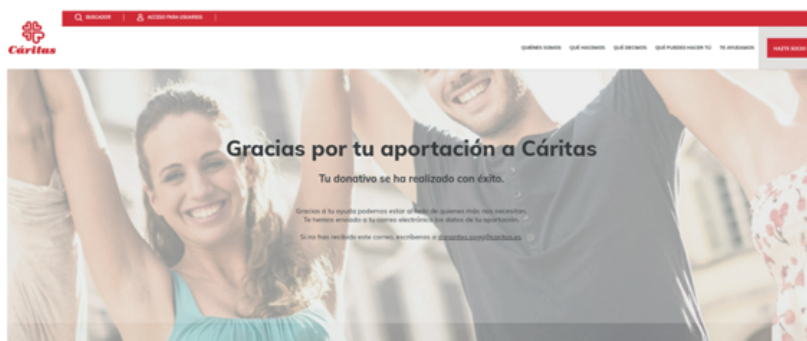 BUSCADOR
ACCESO PARA USUARIOS
Cáritas
QUIÉNES SOMOS
QUÉ HACEMOS
QUÉ DECIMOS
QUÉ PUEDES HACER TÚ
TE AYUDAMOS
HAZTE SOCIO
Gracias por tu aportación a Cáritas
Tu donativo se ha realizado con éxito.
Gracias a tu ayuda podemos estar al lado de quienes más nos necesitan.
Te hemos enviado a tu correo electrónico los datos de tu aportación.
Si no has recibido este correo, escríbenos a